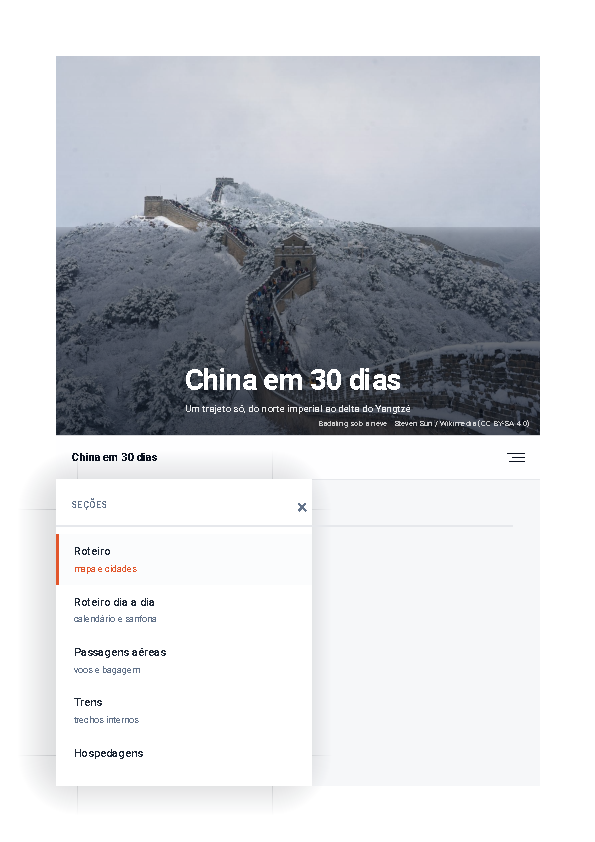 China em 30 dias
Um trajeto só, do norte imperial ao delta do Yangtzé
Badaling sob a neve Steven Sun / Wikimedia (CC BY-SA 4.0)
China em 30 dias
SEÇÕES
Roteiro
mapa e cidades
Roteiro dia a dia
calendário e sanfona
Passagens aéreas
voos e bagagem
Trens
trechos internos
Hospedagens